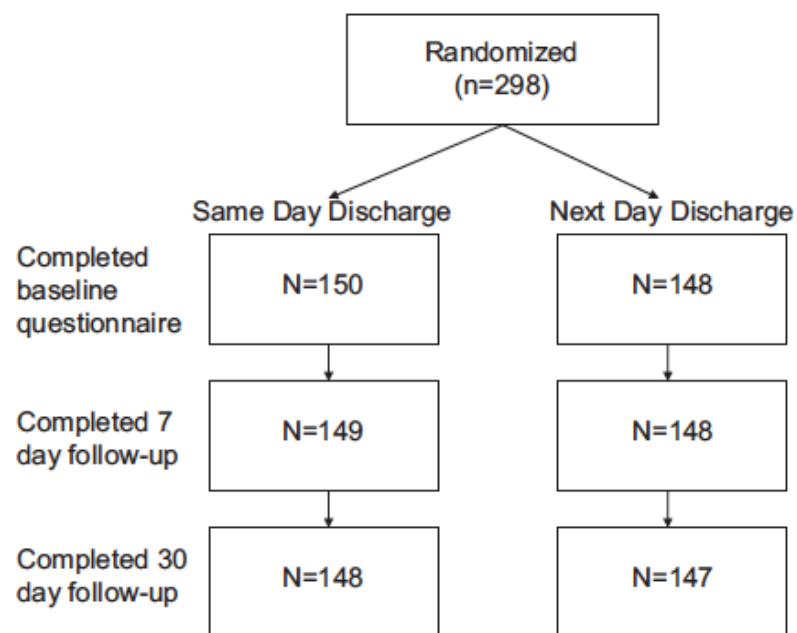 Randomized
(n=298)
Same Day Discharge
Next Day Discharge
Completed
baseline
questionnaire
N=150
N=148
Completed 7
day follow-up
N=149
N=148
Completed 30
day follow-up
N=148
N=147